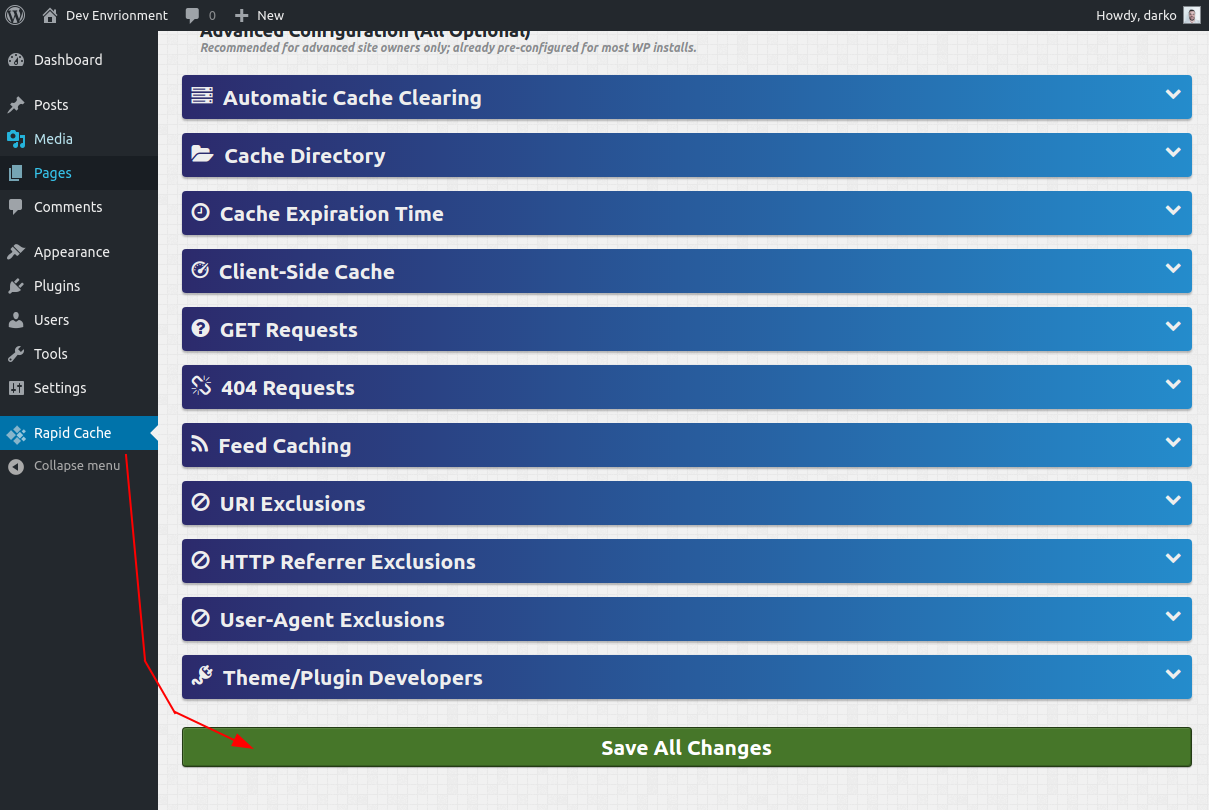 Dev Envrionment
0
New
Howdy, darko
Dashboard
Posts
Media
Pages
Comments
Appearance
Plugins
Users
Tools
Settings
Rapid Cache
Collapse menu
Advanced Configuration (All Optional)
Recommended for advanced site owners only; already pre-configured for most WP installs.
Automatic Cache Clearing
Cache Directory
Cache Expiration Time
Client-Side Cache
GET Requests
404 Requests
Feed Caching
URI Exclusions
HTTP Referrer Exclusions
User-Agent Exclusions
Theme/Plugin Developers
Save All Changes